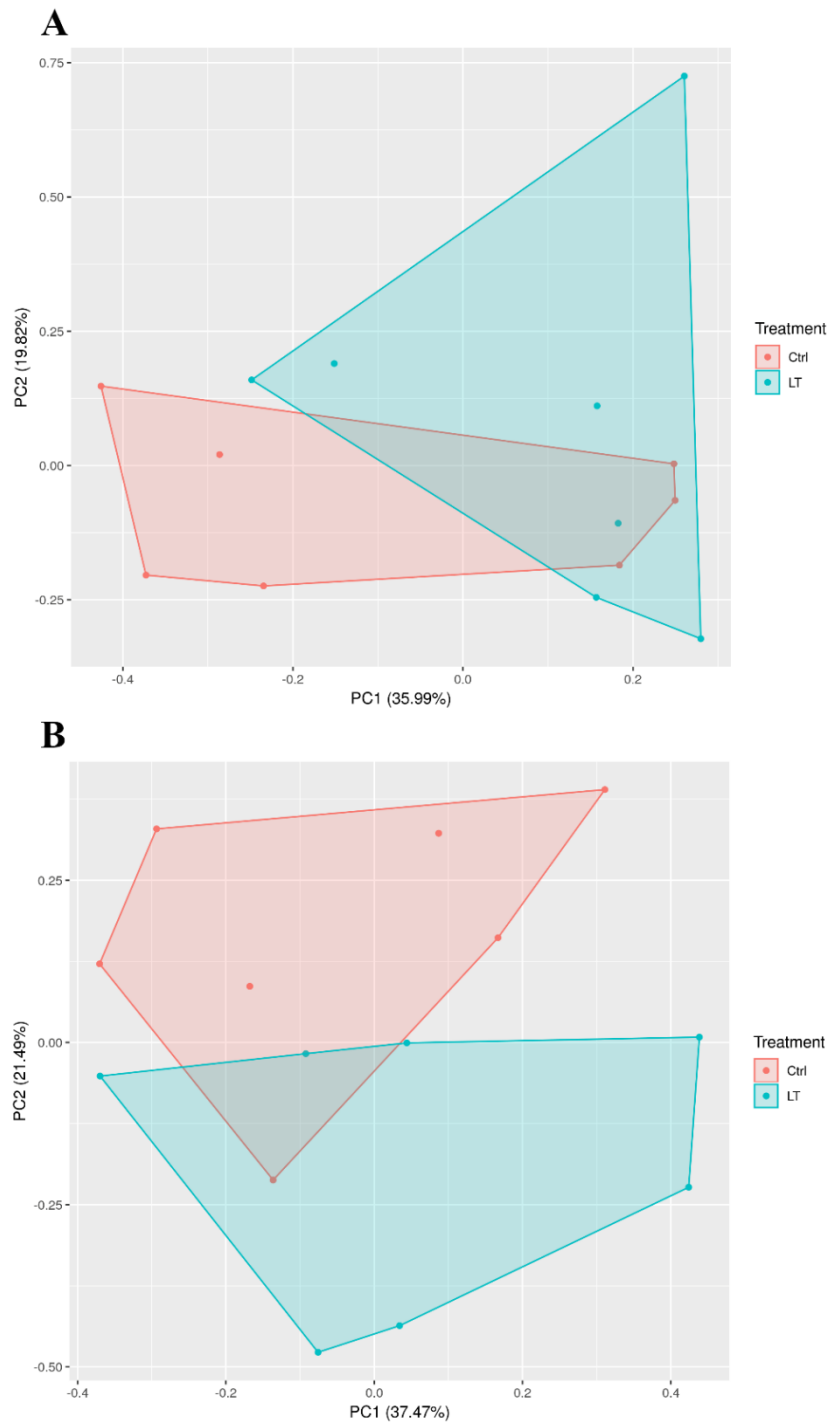 A
0.75
0.50
0.25
0.00
-0.25
PC2 (19.82%)
-0.4
-0.2
0.0
0.2
PC1 (35.99%)
Treatment
Ctrl
LT
B
0.25
0.00
-0.25
-0.50
PC2 (21.49%)
-0.4
-0.2
0.0
0.2
0.4
PC1 (37.47%)
Treatment
Ctrl
LT